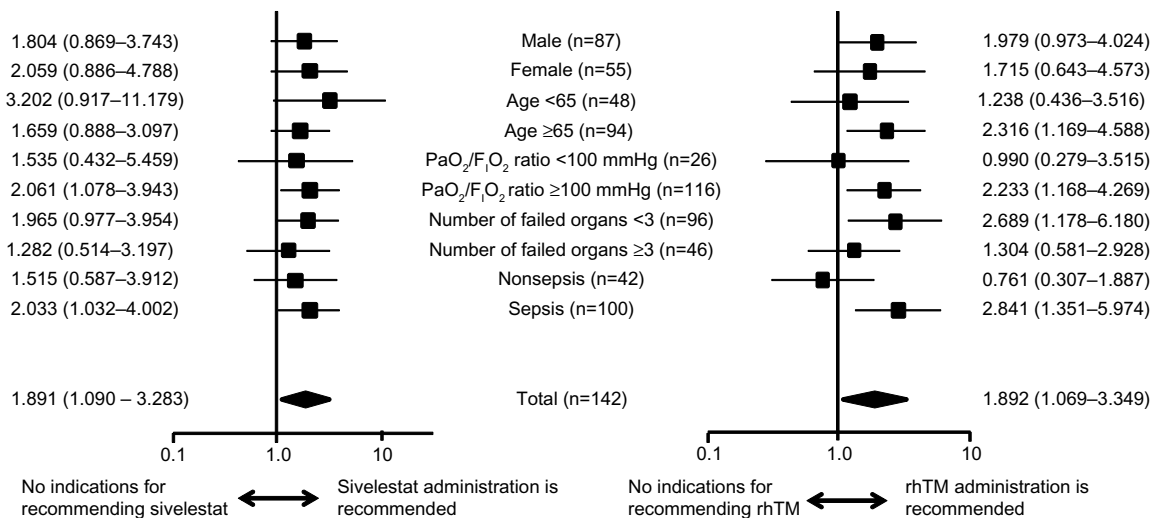 1.804 (0.869–3.743) Male (n=87) 1.979 (0.973–4.024)
2.059 (0.886–4.788) Female (n=55) 1.715 (0.643–4.573)
3.202 (0.917–11.179) Age <65 (n=48) 1.238 (0.436–3.516)
1.659 (0.888–3.097) Age ≥65 (n=94) 2.316 (1.169–4.588)
1.535 (0.432–5.459) PaO₂/FᵢO₂ ratio <100 mmHg (n=26) 0.990 (0.279–3.515)
2.061 (1.078–3.943) PaO₂/FᵢO₂ ratio ≥100 mmHg (n=116) 2.233 (1.168–4.269)
1.965 (0.977–3.954) Number of failed organs <3 (n=96) 2.689 (1.178–6.180)
1.282 (0.514–3.197) Number of failed organs ≥3 (n=46) 1.304 (0.581–2.928)
1.515 (0.587–3.912) Nonsepsis (n=42) 0.761 (0.307–1.887)
2.033 (1.032–4.002) Sepsis (n=100) 2.841 (1.351–5.974)
1.891 (1.090 – 3.283) Total (n=142) 1.892 (1.069–3.349)
0.1 1.0 10 0.1 1.0 10
No indications for Sivelestat administration is No indications for rhTM administration is
recommending sivelestat recommended recommending rhTM recommended